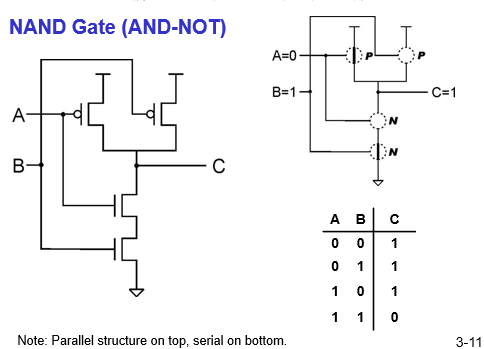 NAND Gate (AND-NOT)
A
B
C
A=0
B=1
P
P
C=1
N
N
A B C
0 0 1
0 1 1
1 0 1
1 1 0
Note: Parallel structure on top, serial on bottom.
3-11